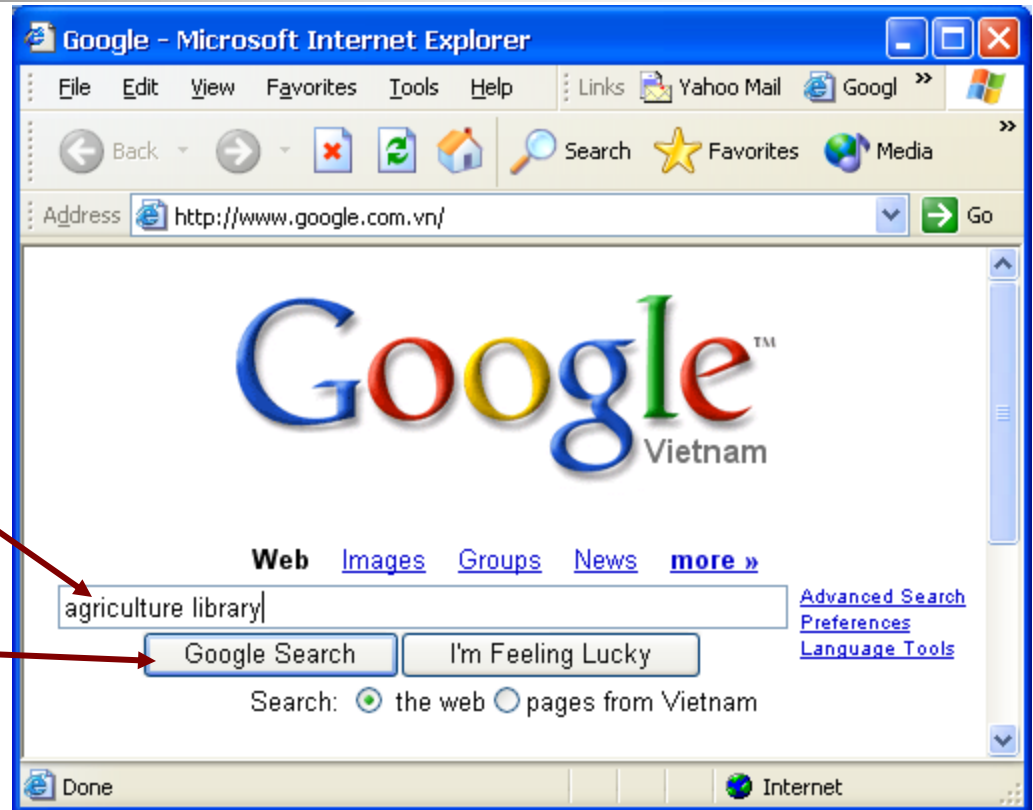 Google - Microsoft Internet Explorer
File Edit View Favorites Tools Help Links Yahoo Mail Googl »
Back Search Favorites Media »
Address http://www.google.com.vn/ Go
Google™
Vietnam
Web Images Groups News more »
agriculture library
Advanced Search
Preferences
Language Tools
Google Search I'm Feeling Lucky
Search: the web pages from Vietnam
Done Internet